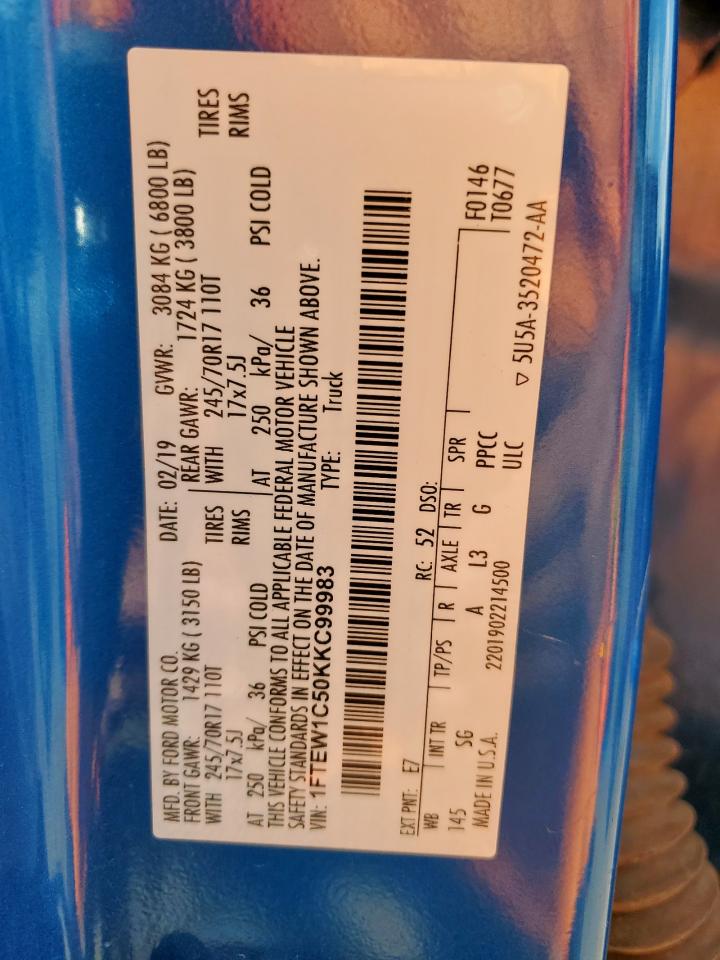 MFD. BY FORD MOTOR CO. DATE: 02/19 GVWR: 3084 KG ( 6800 LB)
FRONT GAWR: 1429 KG ( 3150 LB) REAR GAWR: 1724 KG ( 3800 LB)
WITH 245/70R17 110T TIRES WITH 245/70R17 110T TIRES
17x7.5J RIMS 17x7.5J RIMS
AT 250 kPa/ 36 PSI COLD AT 250 kPa/ 36 PSI COLD
THIS VEHICLE CONFORMS TO ALL APPLICABLE FEDERAL MOTOR VEHICLE
SAFETY STANDARDS IN EFFECT ON THE DATE OF MANUFACTURE SHOWN ABOVE.
VIN: 1FTEW1C50KKC99983 TYPE: Truck
EXT PNT: E7 RC: 52 DSO:
WB INT TR TP/PS R AXLE TR SPR F0146
145 SG A L3 G PPCC T0677
MADE IN U.S.A. 2201902214500 ULC ▽ 5U5A-3520472-AA